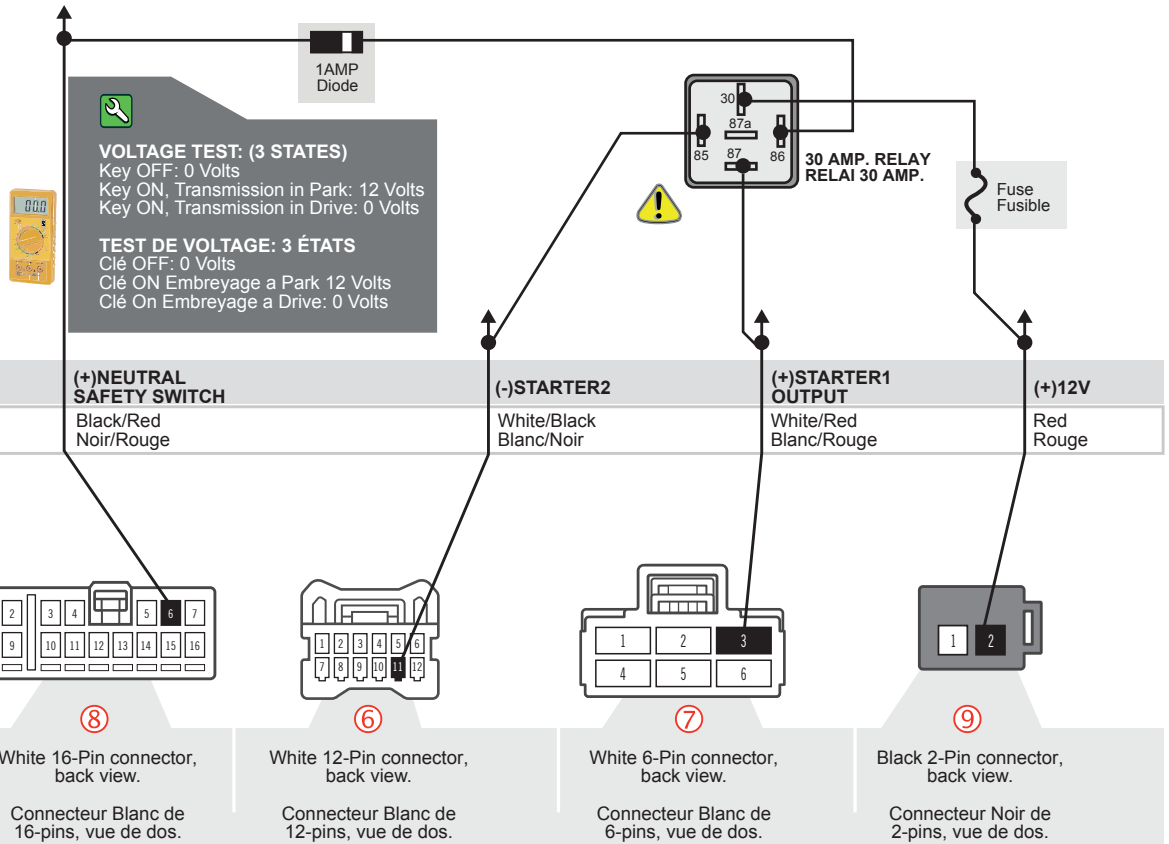 1AMP
Diode
VOLTAGE TEST: (3 STATES)
Key OFF: 0 Volts
Key ON, Transmission in Park: 12 Volts
Key ON, Transmission in Drive: 0 Volts
TEST DE VOLTAGE: 3 ÉTATS
Clé OFF: 0 Volts
Clé ON Embreyage a Park 12 Volts
Clé On Embreyage a Drive: 0 Volts
00.0
30
87a
85
87
86
30 AMP. RELAY
RELAI 30 AMP.
Fuse
Fusible
(+)NEUTRAL
SAFETY SWITCH
(-)STARTER2
(+)STARTER1
OUTPUT
(+)12V
Black/Red
Noir/Rouge
White/Black
Blanc/Noir
White/Red
Blanc/Rouge
Red
Rouge
2 3 4 5 6 7
9 10 11 12 13 14 15 16
1 2 3 4 5 6
7 8 9 10 11 12
1 2 3
4 5 6
1 2
⑧
White 16-Pin connector,
back view.
Connecteur Blanc de
16-pins, vue de dos.
⑥
White 12-Pin connector,
back view.
Connecteur Blanc de
12-pins, vue de dos.
⑦
White 6-Pin connector,
back view.
Connecteur Blanc de
6-pins, vue de dos.
⑨
Black 2-Pin connector,
back view.
Connecteur Noir de
2-pins, vue de dos.